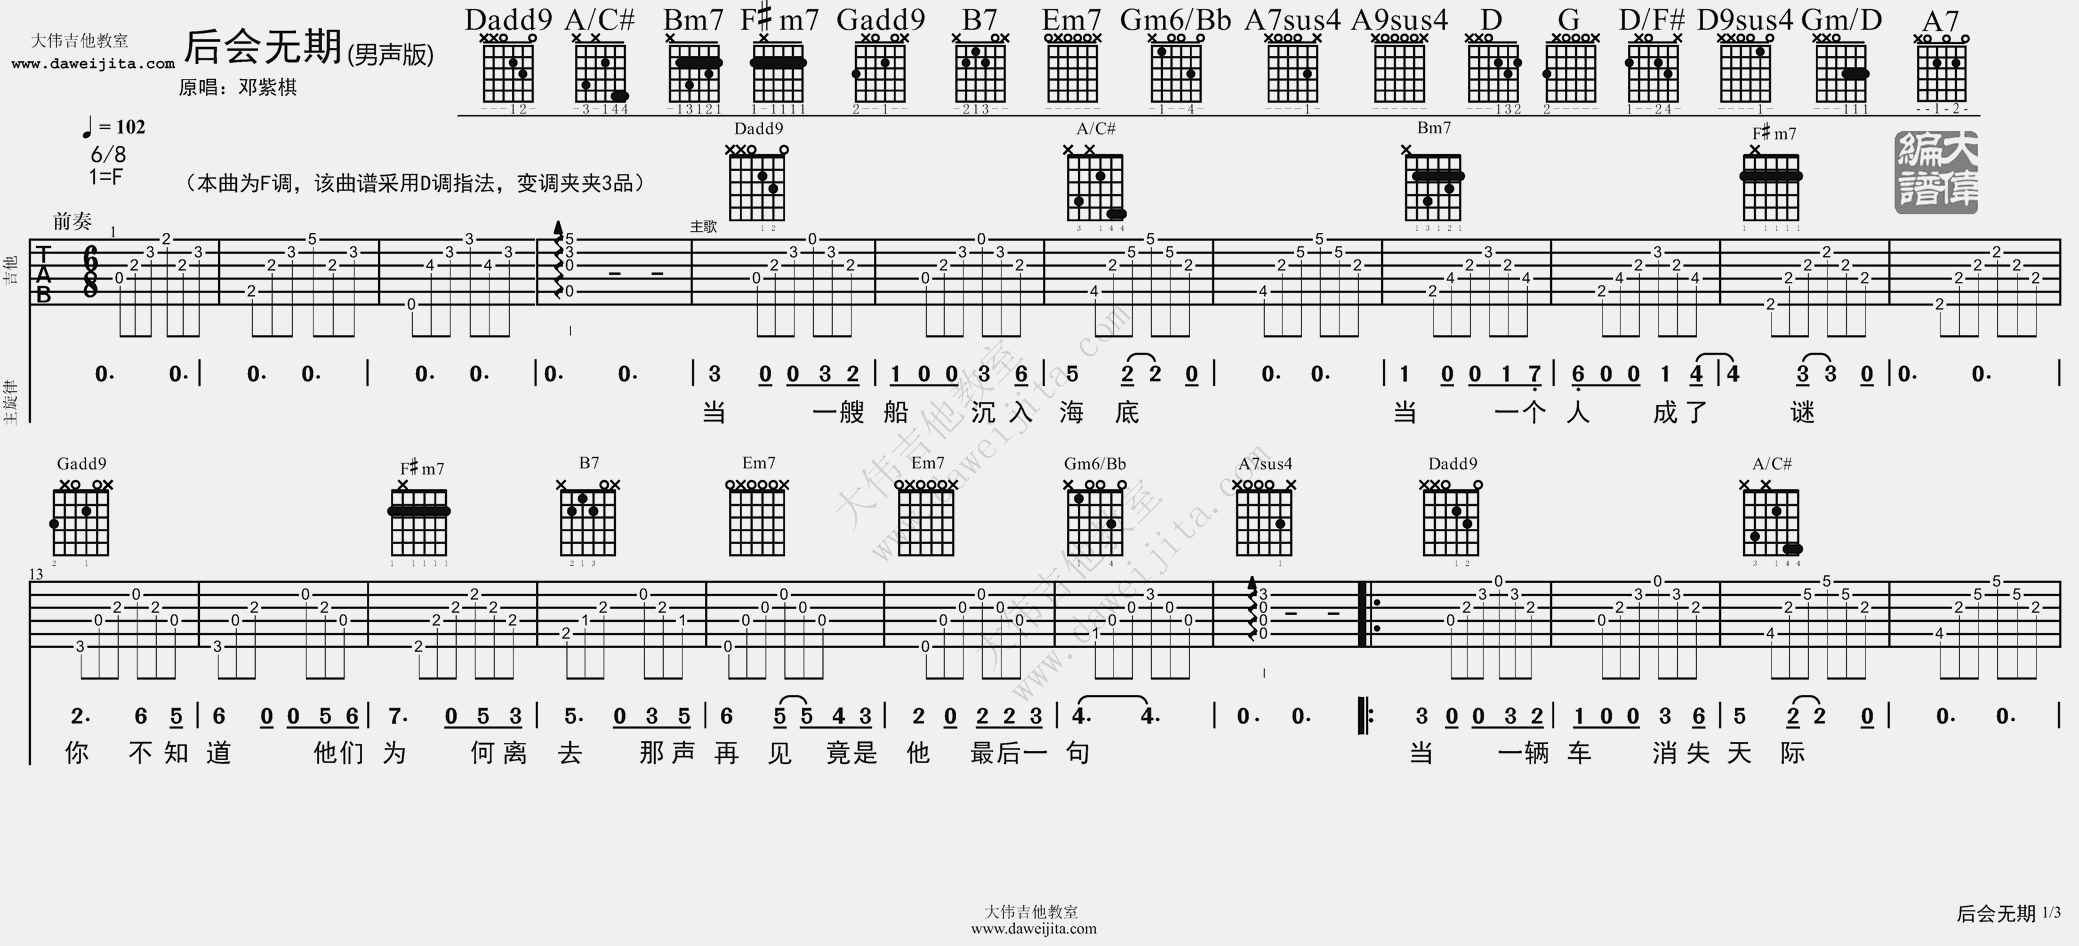 大伟吉他教室
www.daweijita.com
后会无期(男声版)
原唱：邓紫棋
Dadd9 A/C# Bm7 F#m7 Gadd9 B7 Em7 Gm6/Bb A7sus4 A9sus4 D G D/F# D9sus4 Gm/D A7
♩= 102
6/8
1=F
（本曲为F调，该曲谱采用D调指法，变调夹夹3品）
大伟编谱
Dadd9 A/C# Bm7 F#m7
前奏 主歌
吉他
主旋律
0. 0. | 0. 0. | 0. 0. | 0. 0. | 3 0 0 3 2 | 1 0 0 3 6 | 5 2 2 0 | 0. 0. | 1 0 0 1 7 | 6 0 0 1 4 | 4 3 3 0 | 0. 0. |
当 一艘 船 沉 入 海 底 当 一个 人 成了 谜
Gadd9 F#m7 B7 Em7 Em7 Gm6/Bb A7sus4 Dadd9 A/C#
13
2. 6 5 | 6 0 0 5 6 | 7. 0 5 3 | 5. 0 3 5 | 6 5 5 4 3 | 2 0 2 2 3 | 4. 4. | 0. 0. |: 3 0 0 3 2 | 1 0 0 3 6 | 5 2 2 0 | 0. 0. |
你 不知 道 他们 为 何离 去 那声 再 见 竟是 他 最后一 句 当 一辆 车 消失 天 际
大伟吉他教室
www.daweijita.com
后会无期 1/3